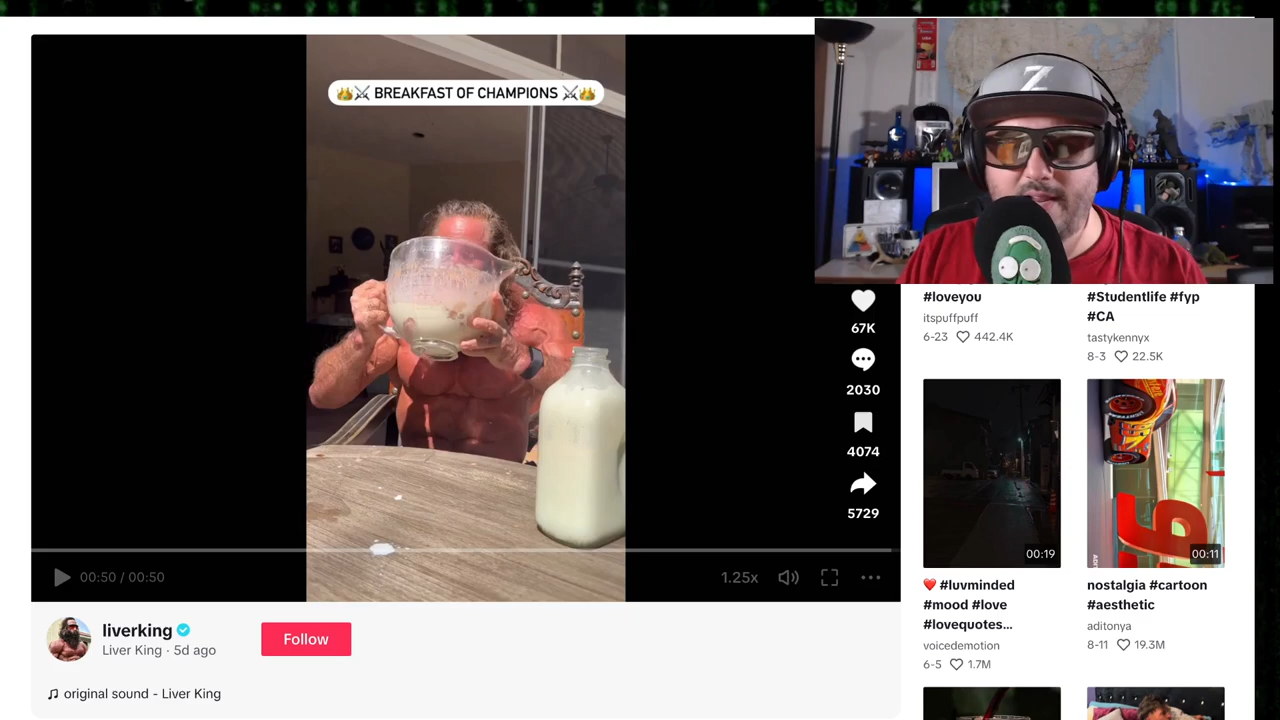 👑⚔ BREAKFAST OF CHAMPIONS ⚔👑
67K
2030
4074
5729
00:50 / 00:50
1.25x
liverking
Liver King · 5d ago
Follow
original sound - Liver King
Z
#loveyou
itspuffpuff
6-23 442.4K
#Studentlife #fyp
#CA
tastykennyx
8-3 22.5K
00:19
❤️ #luvminded
#mood #love
#lovequotes...
voicedemotion
6-5 1.7M
00:11
nostalgia #cartoon
#aesthetic
aditonya
8-11 19.3M